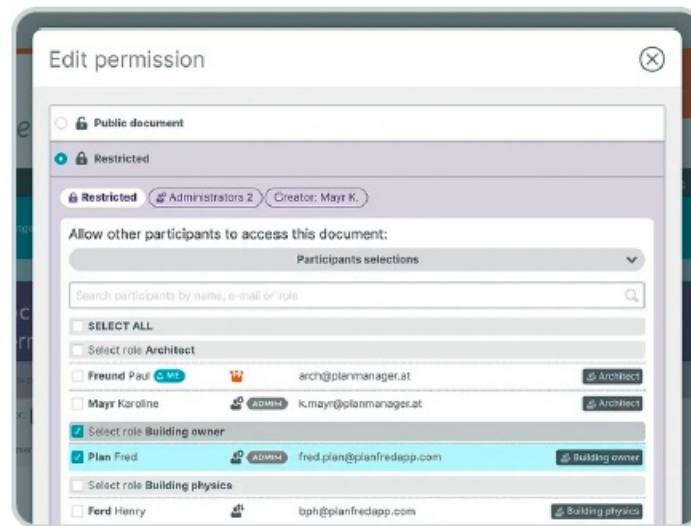 Edit permission
Public document
Restricted
Restricted Administrators 2 Creator: Mayr K.
Allow other participants to access this document:
Participants selections
Search participants by name, e-mail or role
SELECT ALL
Select role Architect
Freund Paul ME arch@planmanager.at Architect
Mayr Karoline ADMIN k.mayr@planmanager.at Architect
Select role Building owner
Plan Fred ADMIN fred.plan@planfredapp.com Building owner
Select role Building physics
Ford Henry bph@planfredapp.com Building physics